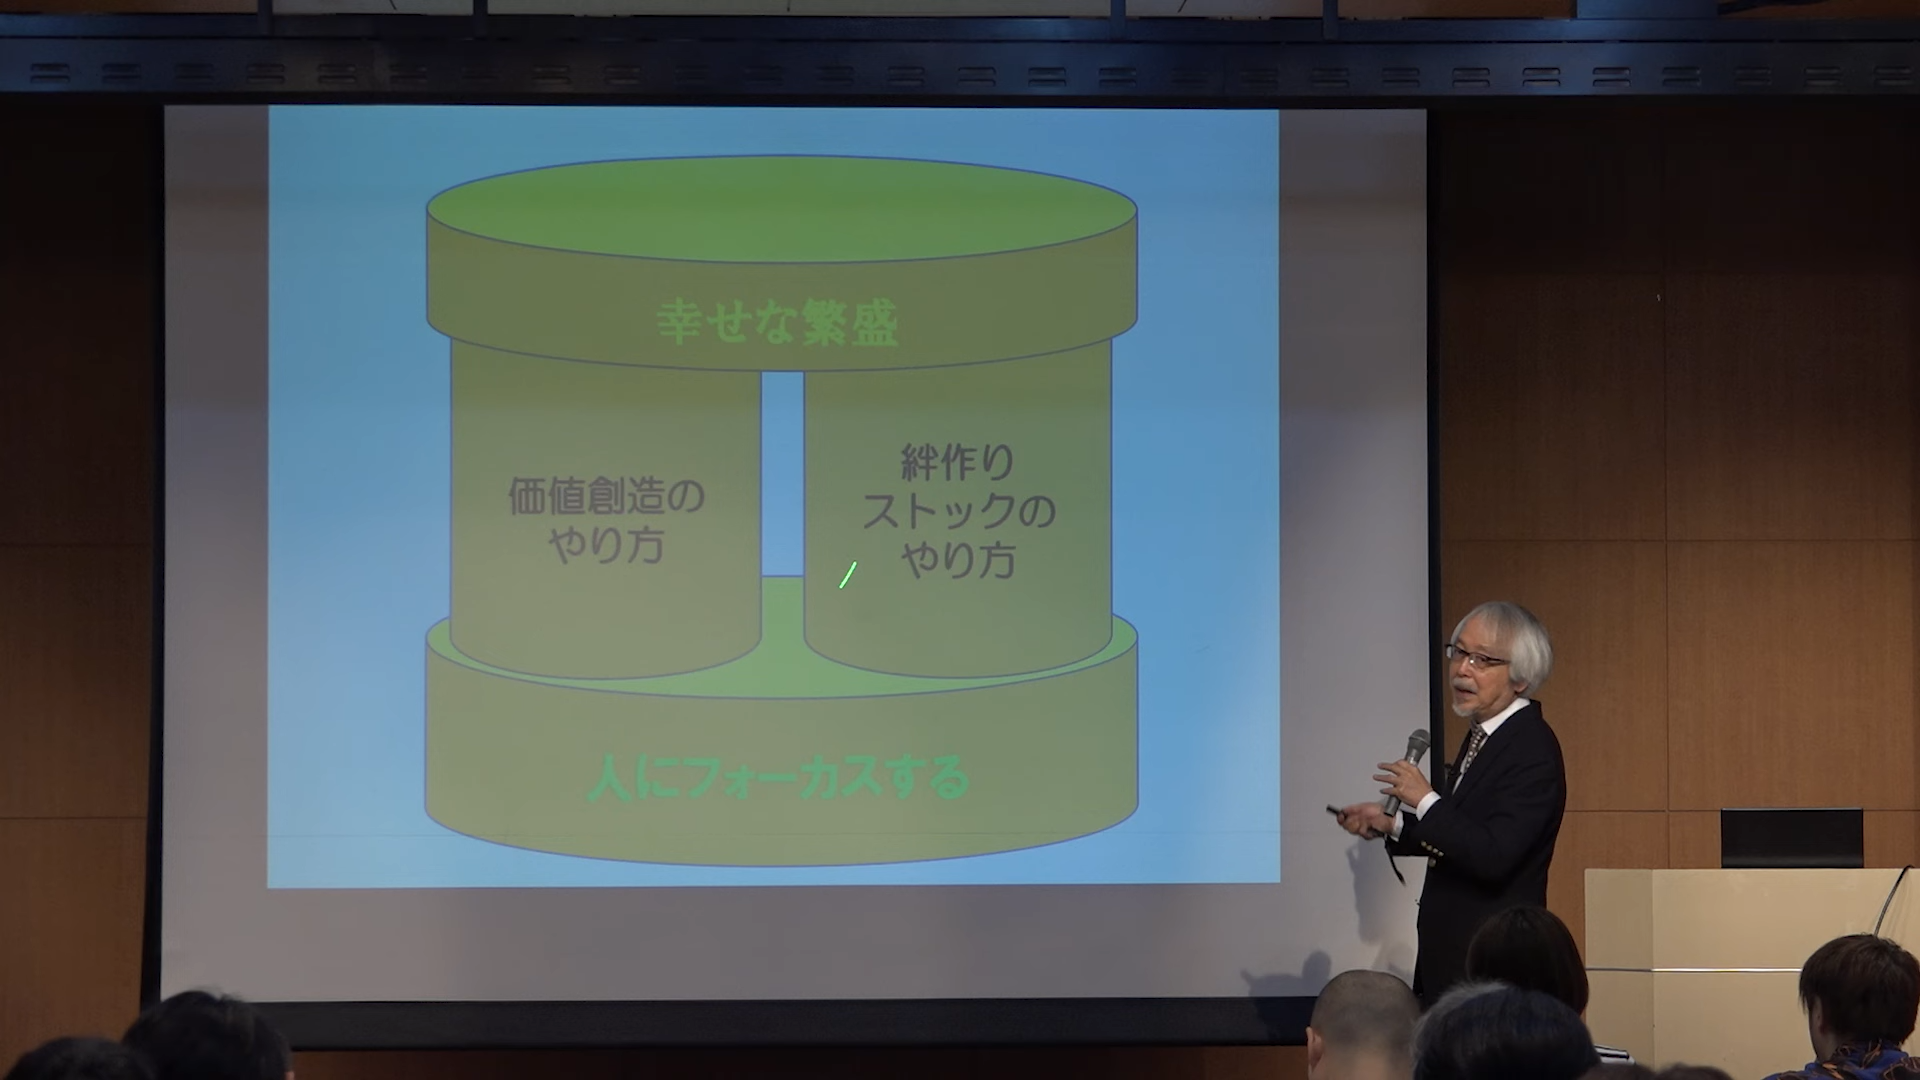 幸せな繁盛
価値創造の
やり方
絆作り
ストックの
やり方
人にフォーカスする